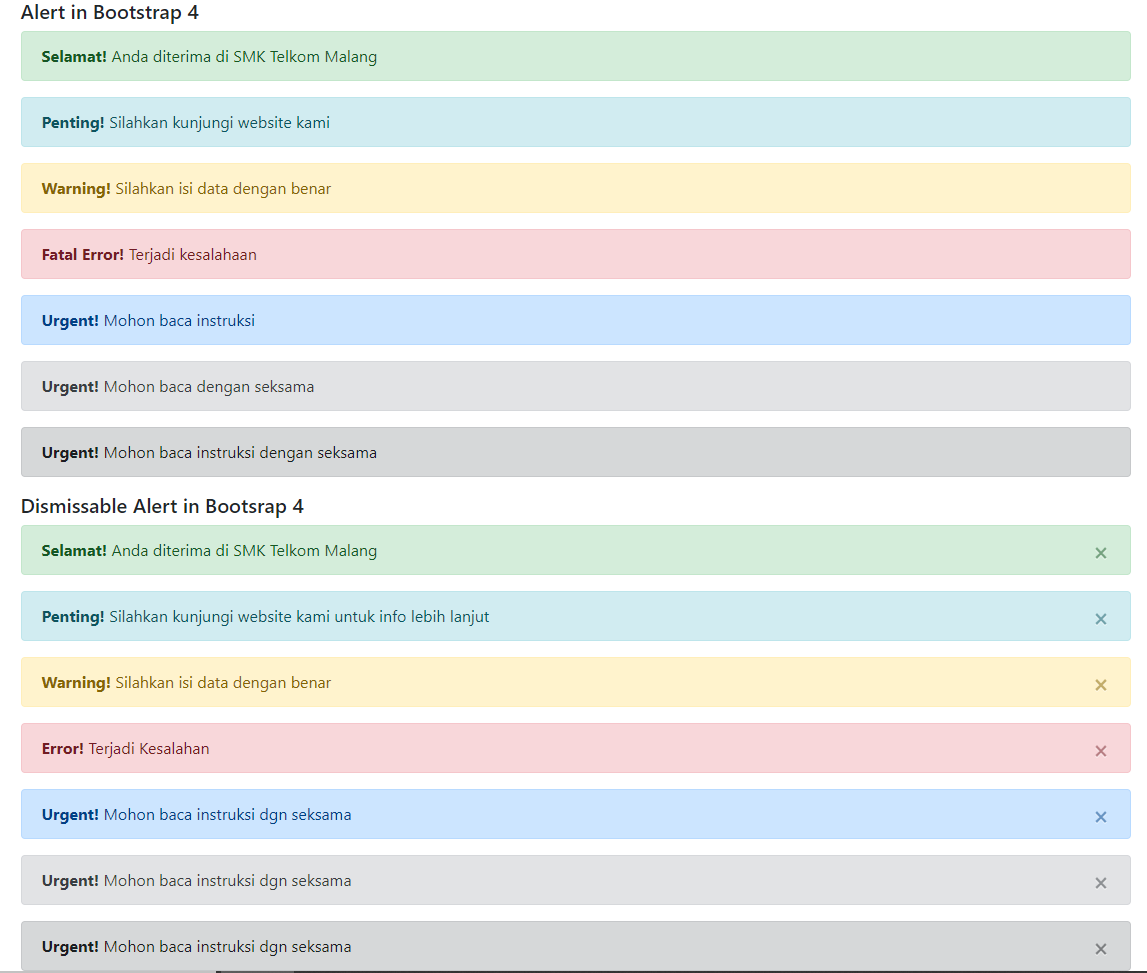 Alert in Bootstrap 4
Selamat! Anda diterima di SMK Telkom Malang
Penting! Silahkan kunjungi website kami
Warning! Silahkan isi data dengan benar
Fatal Error! Terjadi kesalahaan
Urgent! Mohon baca instruksi
Urgent! Mohon baca dengan seksama
Urgent! Mohon baca instruksi dengan seksama
Dismissable Alert in Bootsrap 4
Selamat! Anda diterima di SMK Telkom Malang ×
Penting! Silahkan kunjungi website kami untuk info lebih lanjut ×
Warning! Silahkan isi data dengan benar ×
Error! Terjadi Kesalahan ×
Urgent! Mohon baca instruksi dgn seksama ×
Urgent! Mohon baca instruksi dgn seksama ×
Urgent! Mohon baca instruksi dgn seksama ×